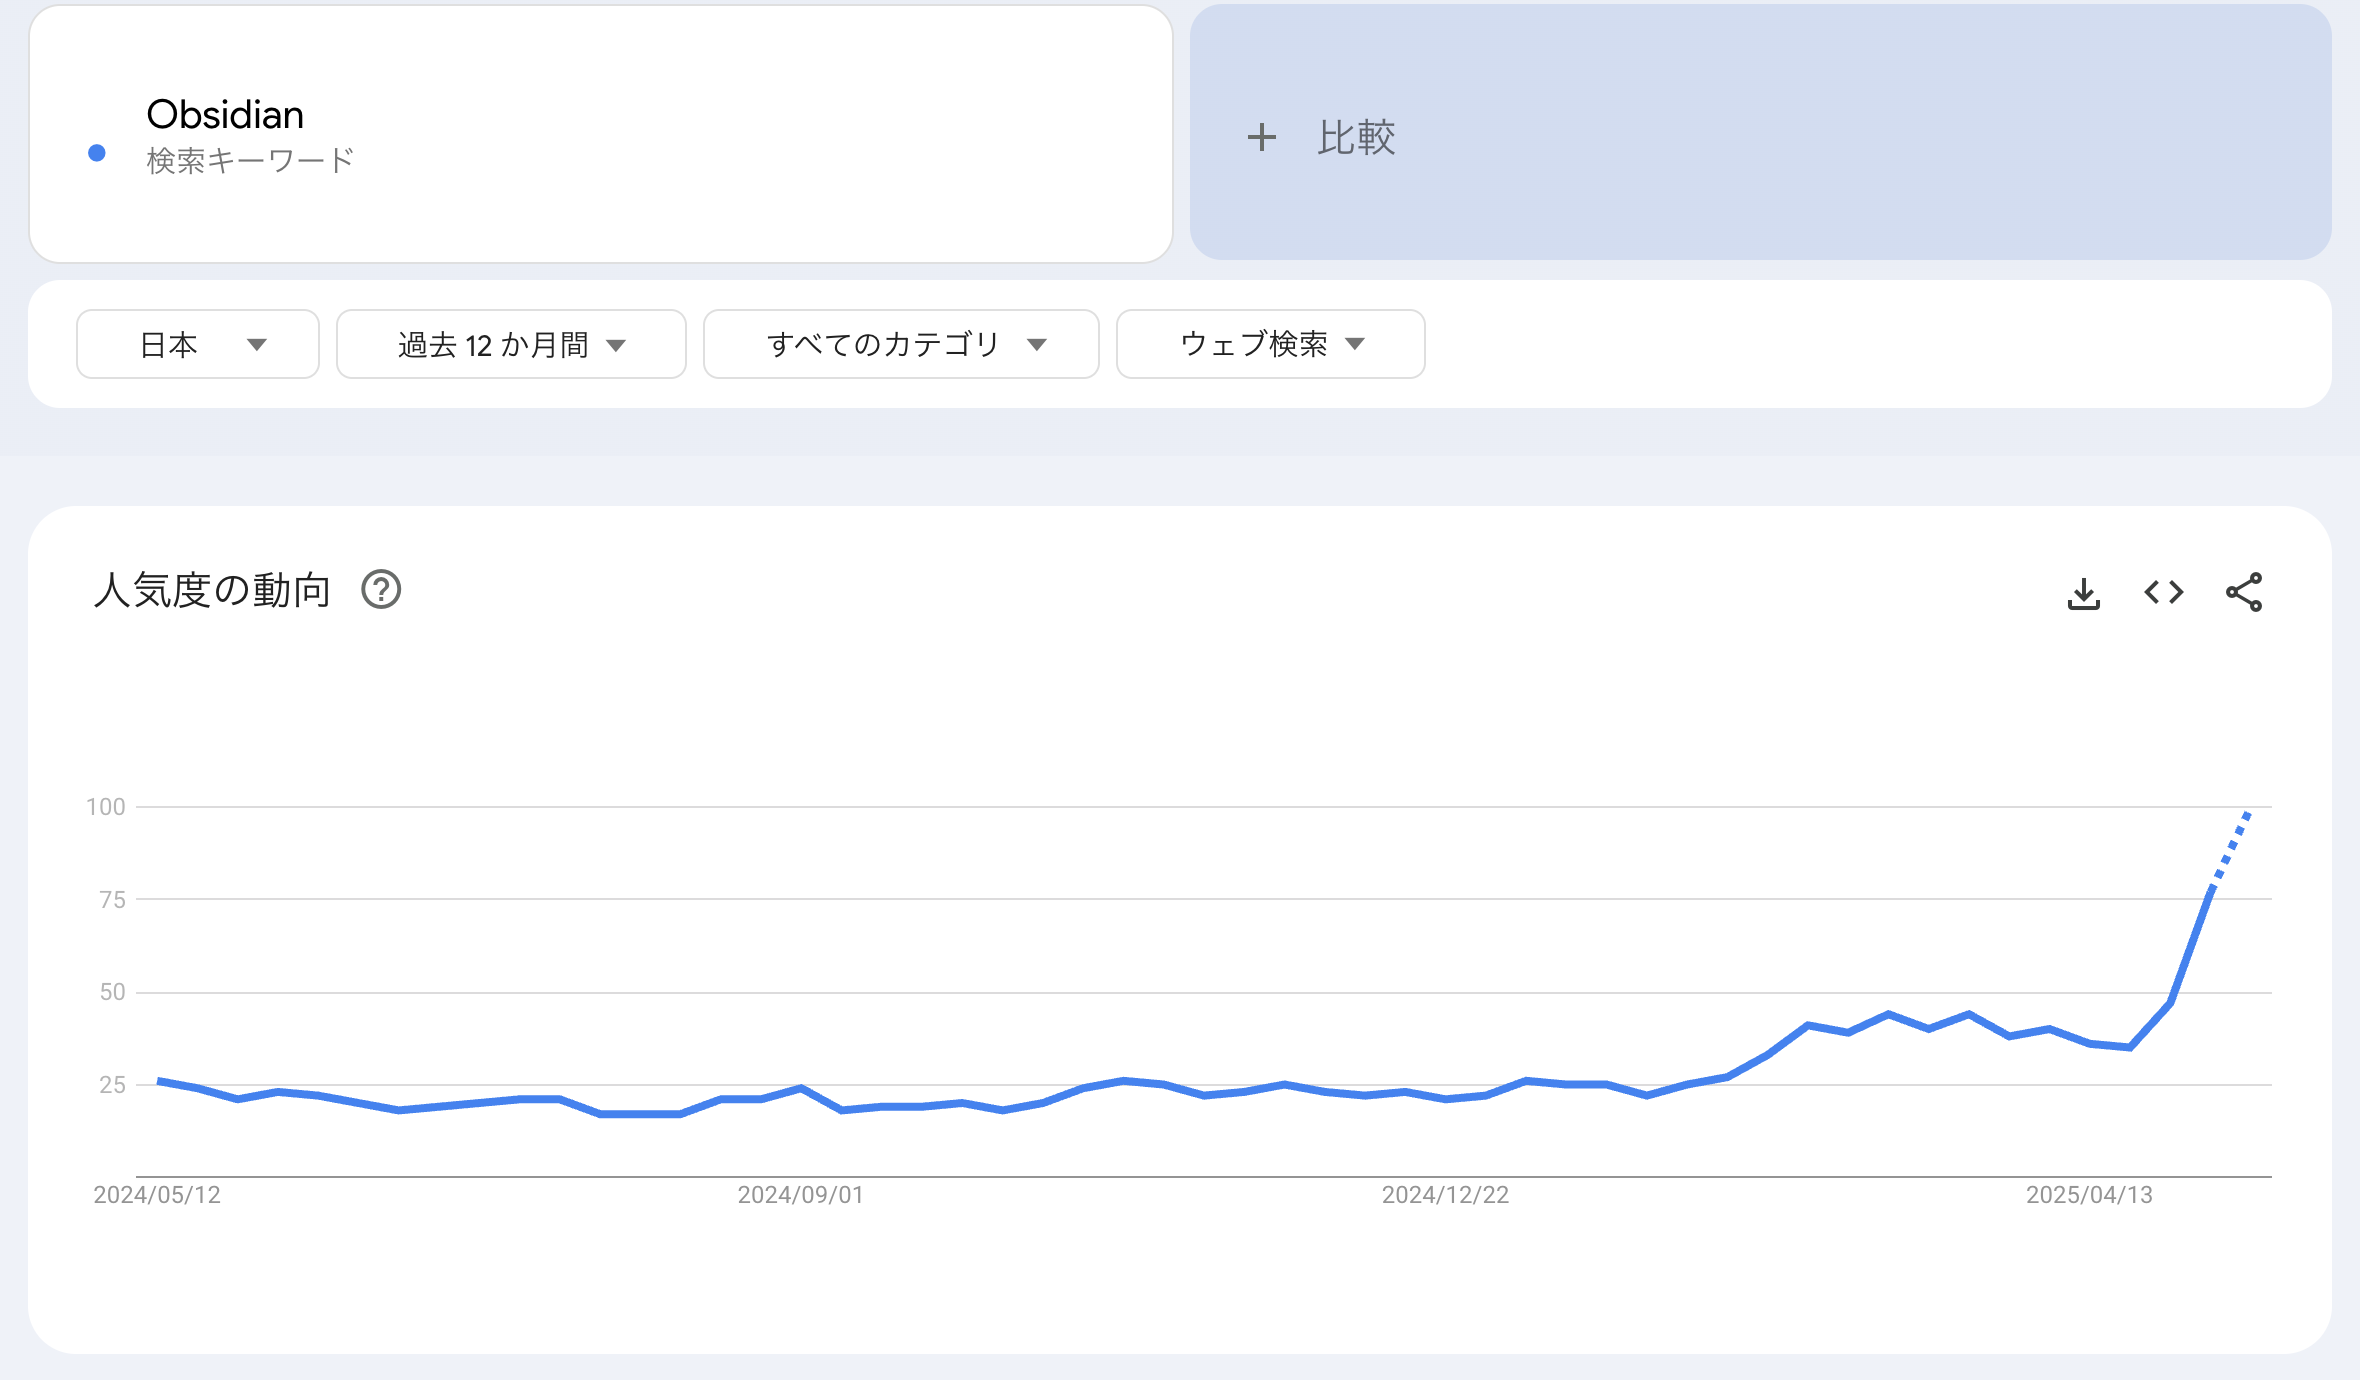 Obsidian
検索キーワード
+ 比較
日本
過去 12 か月間
すべてのカテゴリ
ウェブ検索
人気度の動向
100
75
50
25
2024/05/12
2024/09/01
2024/12/22
2025/04/13